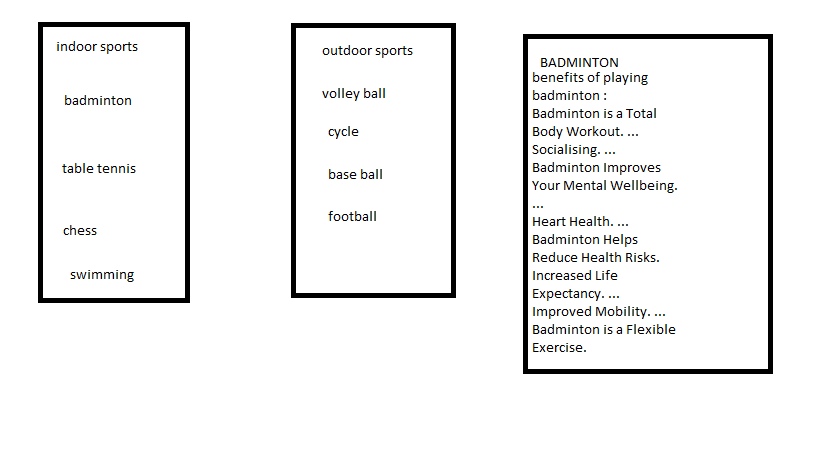 indoor sports
badminton
table tennis
chess
swimming
outdoor sports
volley ball
cycle
base ball
football
BADMINTON
benefits of playing
badminton :
Badminton is a Total
Body Workout. ...
Socialising. ...
Badminton Improves
Your Mental Wellbeing.
...
Heart Health. ...
Badminton Helps
Reduce Health Risks.
Increased Life
Expectancy. ...
Improved Mobility. ...
Badminton is a Flexible
Exercise.